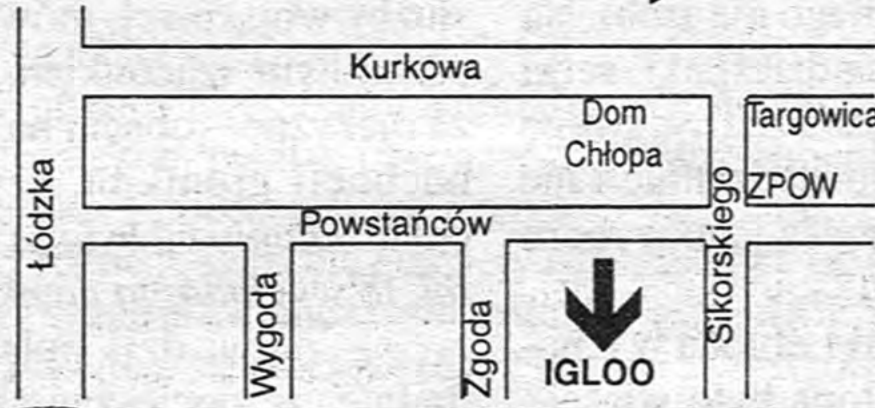 Kurkowa
Dom
Chłopa
Targowica
ZPOW
Łódzka
Powstańców
Sikorskiego
Wygoda
Zgoda
IGLOO